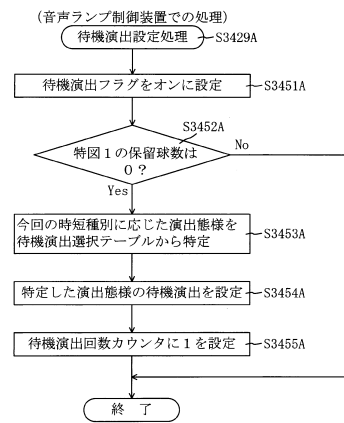 （音声ランプ制御装置での処理）
待機演出設定処理 S3429A
待機演出フラグをオンに設定 S3451A
S3452A
特図１の保留球数は
０？
No
Yes
今回の時短種別に応じた演出態様を
待機演出選択テーブルから特定 S3453A
特定した演出態様の待機演出を設定 S3454A
待機演出回数カウンタに１を設定 S3455A
終 了